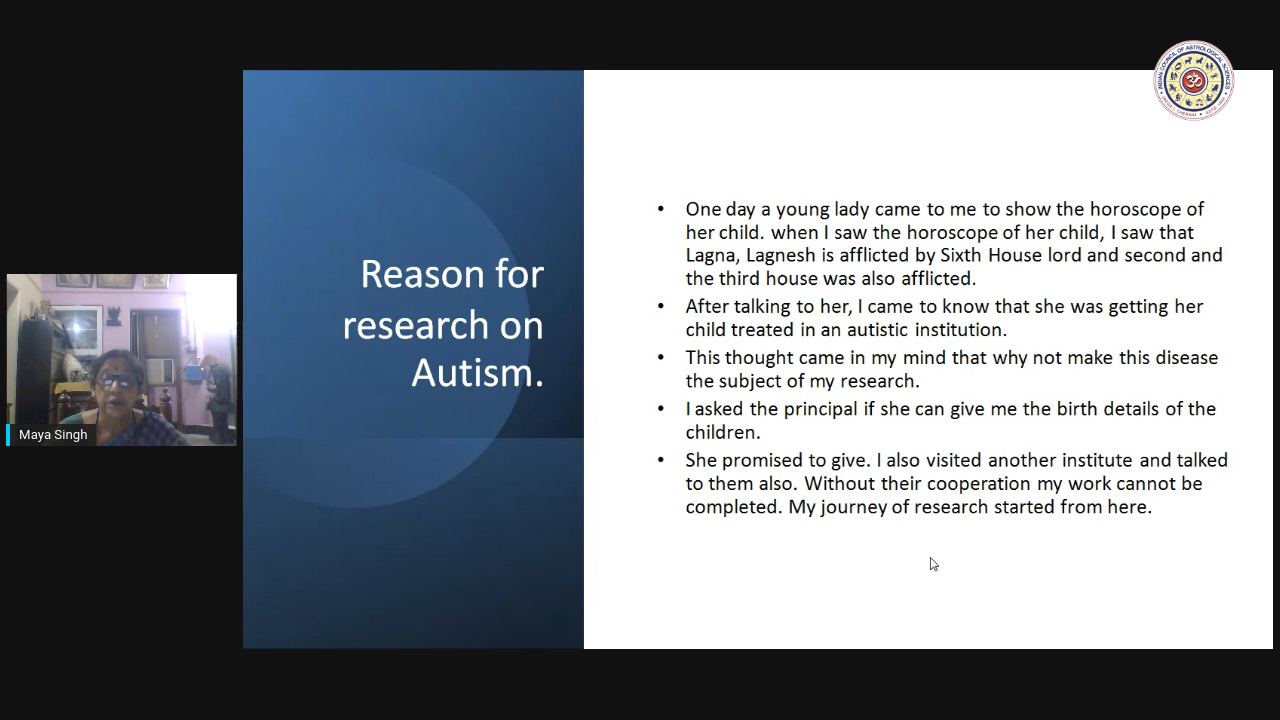 INDIAN COUNCIL OF ASTROLOGICAL SCIENCES
Reason for
research on
Autism.
• One day a young lady came to me to show the horoscope of
her child. when I saw the horoscope of her child, I saw that
Lagna, Lagnesh is afflicted by Sixth House lord and second and
the third house was also afflicted.
• After talking to her, I came to know that she was getting her
child treated in an autistic institution.
• This thought came in my mind that why not make this disease
the subject of my research.
• I asked the principal if she can give me the birth details of the
children.
• She promised to give. I also visited another institute and talked
to them also. Without their cooperation my work cannot be
completed. My journey of research started from here.
Maya Singh